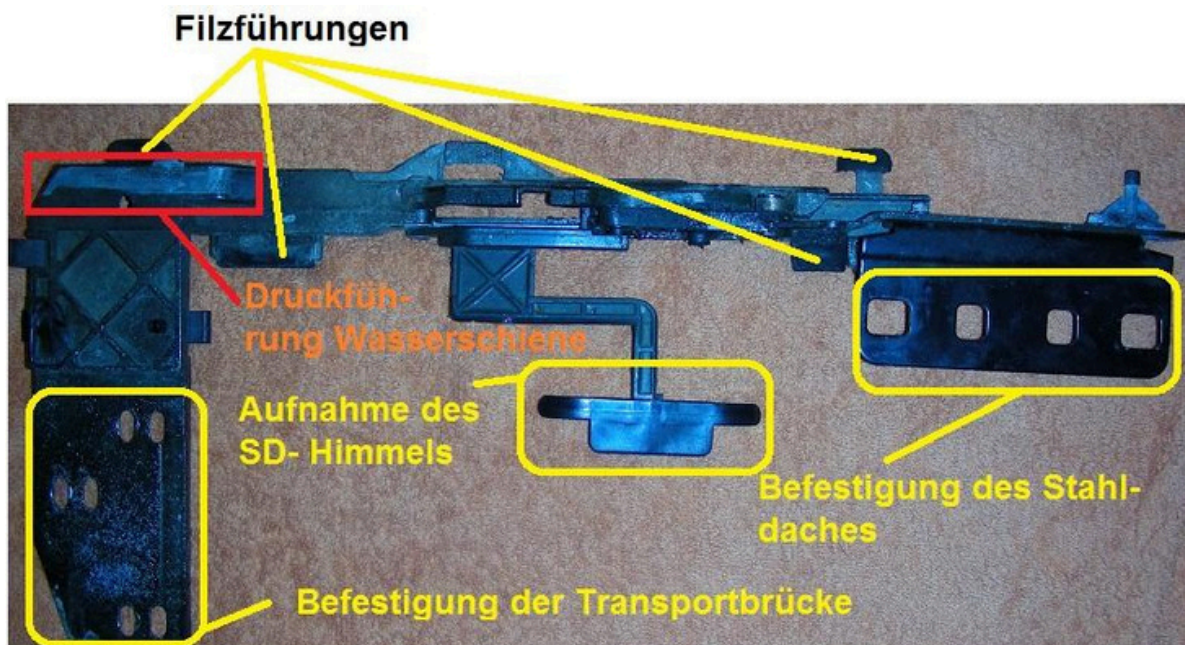 Filzführungen
Druckfüh-
rung Wasserschiene
Aufnahme des
SD- Himmels
Befestigung des Stahl-
daches
Befestigung der Transportbrücke